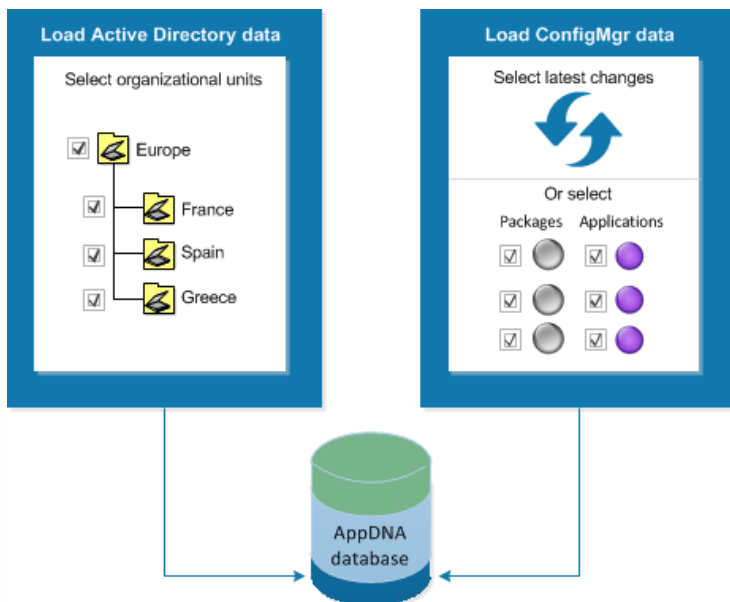 Load Active Directory data
Select organizational units
Europe
France
Spain
Greece
Load ConfigMgr data
Select latest changes
Or select
Packages Applications
AppDNA
database